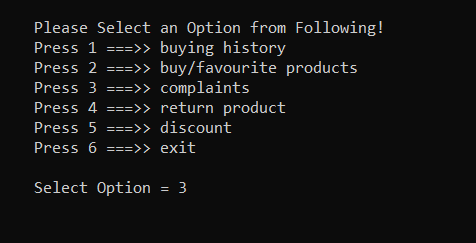 Please Select an Option from Following!
Press 1 ===>> buying history
Press 2 ===>> buy/favourite products
Press 3 ===>> complaints
Press 4 ===>> return product
Press 5 ===>> discount
Press 6 ===>> exit
Select Option = 3